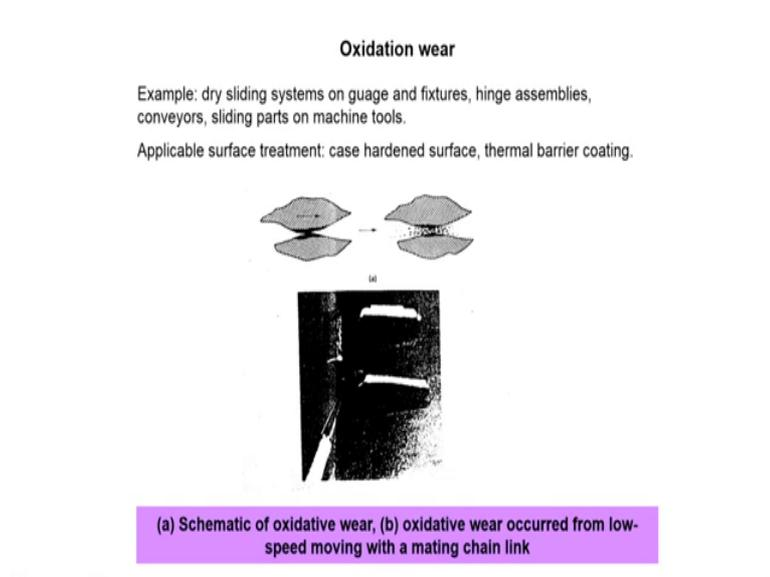 Oxidation wear
Example: dry sliding systems on guage and fixtures, hinge assemblies,
conveyors, sliding parts on machine tools.
Applicable surface treatment: case hardened surface, thermal barrier coating.
(a)
(a) Schematic of oxidative wear, (b) oxidative wear occurred from low-
speed moving with a mating chain link